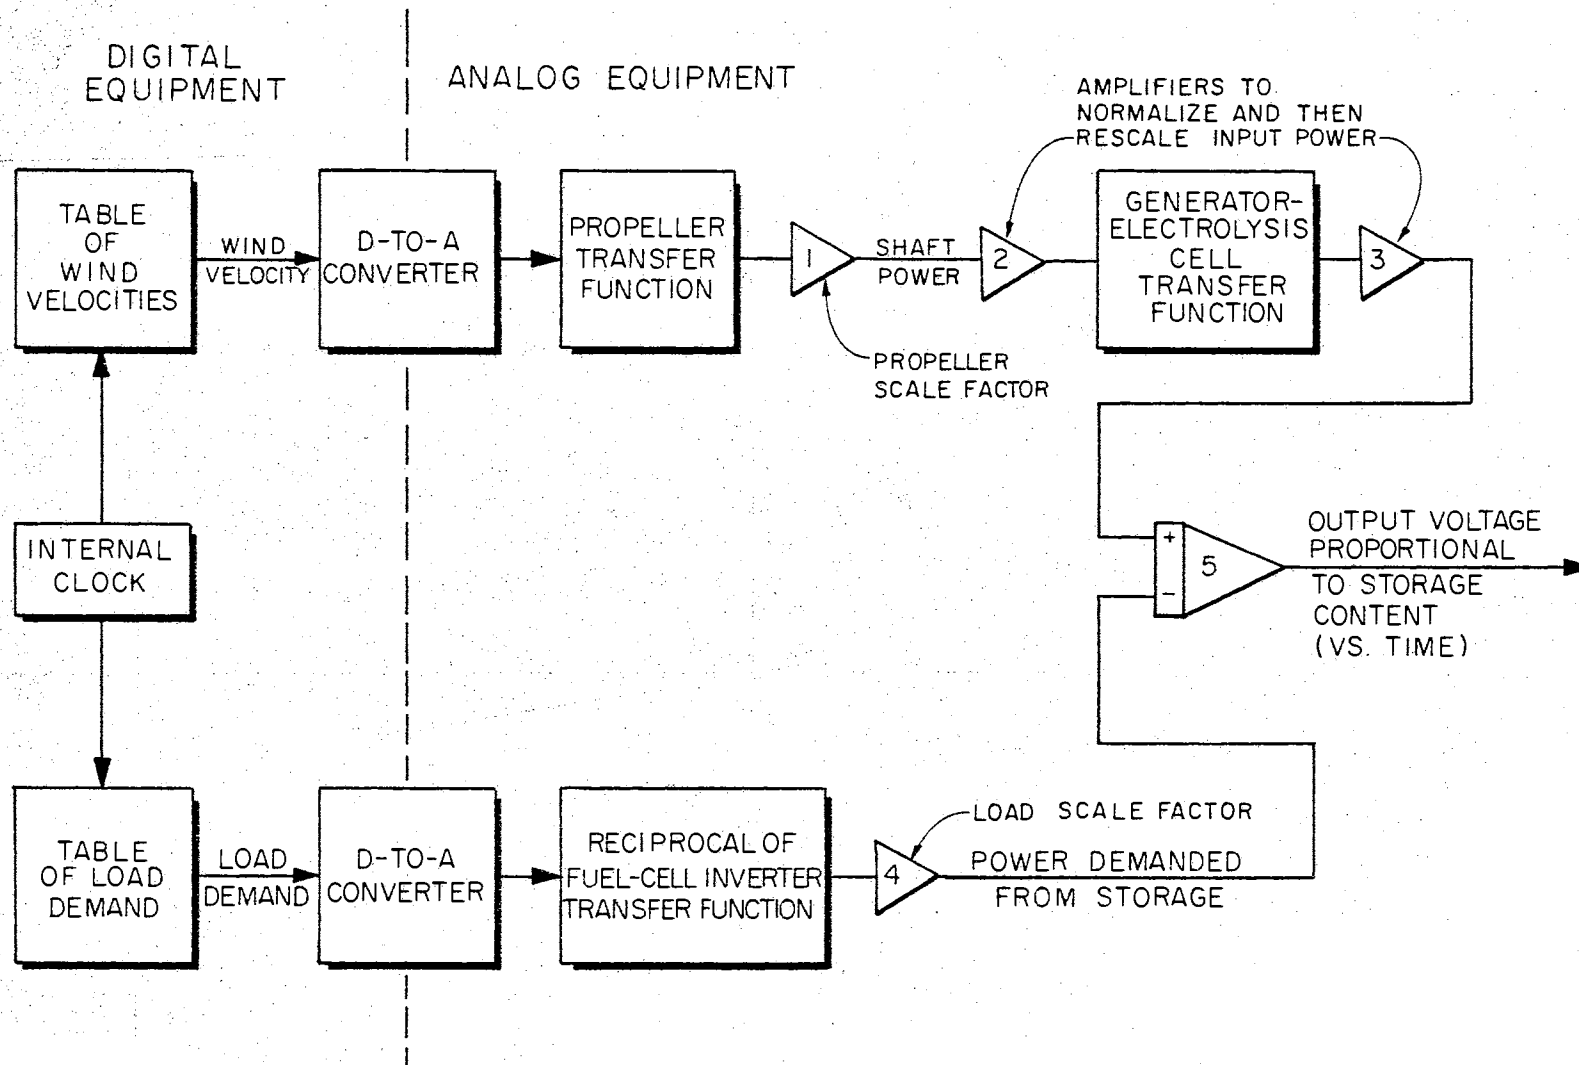 DIGITAL
EQUIPMENT
ANALOG EQUIPMENT
AMPLIFIERS TO
NORMALIZE AND THEN
RESCALE INPUT POWER
TABLE
OF
WIND
VELOCITIES
WIND
VELOCITY
D-TO-A
CONVERTER
PROPELLER
TRANSFER
FUNCTION
1
SHAFT
POWER
2
GENERATOR-
ELECTROLYSIS
CELL
TRANSFER
FUNCTION
3
PROPELLER
SCALE FACTOR
INTERNAL
CLOCK
+
-
5
OUTPUT VOLTAGE
PROPORTIONAL
TO STORAGE
CONTENT
(VS. TIME)
TABLE
OF LOAD
DEMAND
LOAD
DEMAND
D-TO-A
CONVERTER
RECIPROCAL OF
FUEL-CELL INVERTER
TRANSFER FUNCTION
4
LOAD SCALE FACTOR
POWER DEMANDED
FROM STORAGE